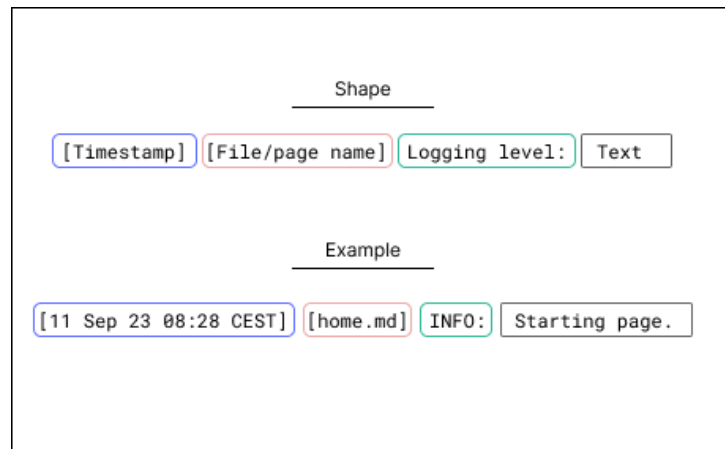 Shape
[Timestamp] [File/page name] Logging level: Text
Example
[11 Sep 23 08:28 CEST] [home.md] INFO: Starting page.